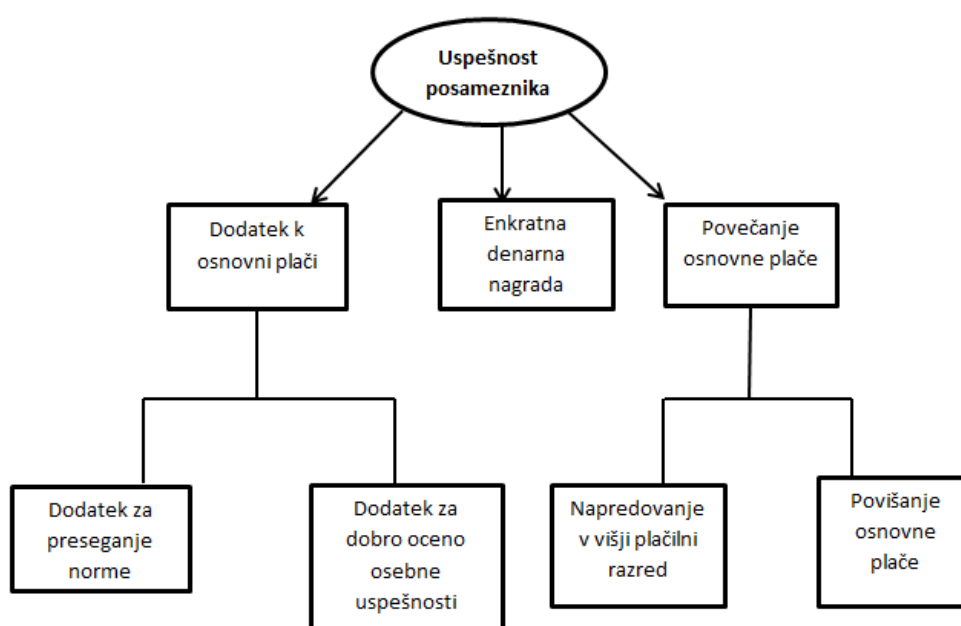 Uspešnost
posameznika
Dodatek k
osnovni plači
Enkratna
denarna
nagrada
Povečanje
osnovne plače
Dodatek za
preseganje
norme
Dodatek za
dobro oceno
osebne
uspešnosti
Napredovanje
v višji plačilni
razred
Povišanje
osnovne
plače